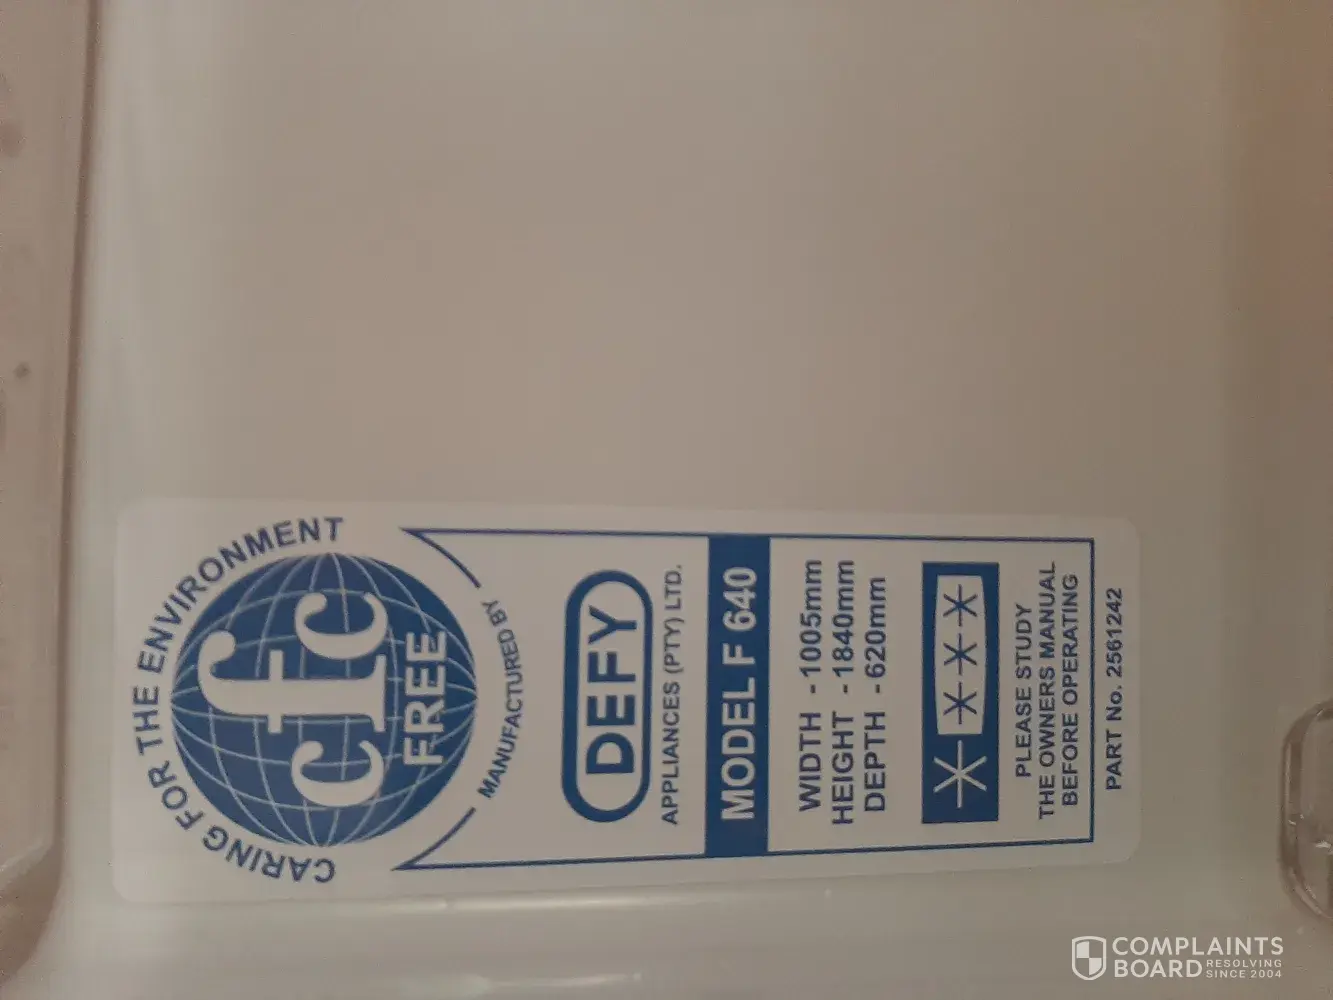 CARING FOR THE ENVIRONMENT
cfc
FREE
MANUFACTURED BY
DEFY
APPLIANCES (PTY) LTD.
MODEL F 640
WIDTH - 1005mm
HEIGHT - 1840mm
DEPTH - 620mm
PLEASE STUDY
THE OWNERS MANUAL
BEFORE OPERATING
PART No. 2561242
COMPLAINTS
BOARD RESOLVING
SINCE 2004